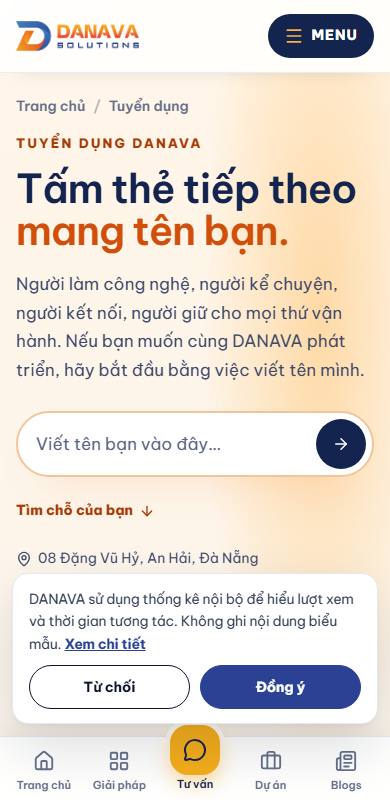 DANAVA
SOLUTIONS
MENU
Trang chủ / Tuyển dụng
TUYỂN DỤNG DANAVA
Tấm thẻ tiếp theo
mang tên bạn.
Người làm công nghệ, người kể chuyện,
người kết nối, người giữ cho mọi thứ vận
hành. Nếu bạn muốn cùng DANAVA phát
triển, hãy bắt đầu bằng việc viết tên mình.
Viết tên bạn vào đây...
Tìm chỗ của bạn ↓
08 Đặng Vũ Hỷ, An Hải, Đà Nẵng
DANAVA sử dụng thống kê nội bộ để hiểu lượt xem
và thời gian tương tác. Không ghi nội dung biểu
mẫu. Xem chi tiết
Từ chối
Đồng ý
Trang chủ
Giải pháp
Tư vấn
Dự án
Blogs